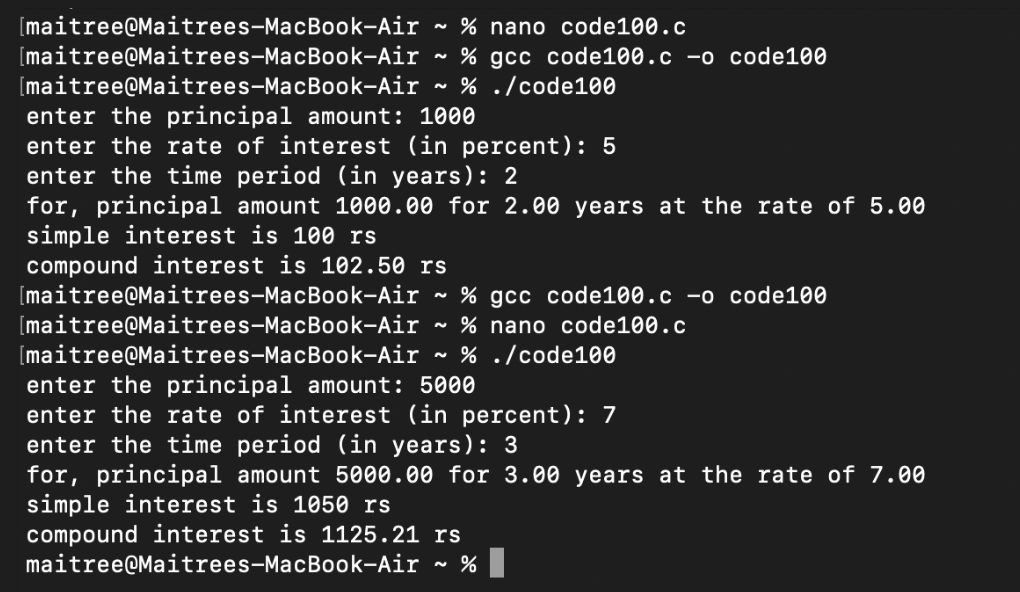 [maitree@Maitrees-MacBook-Air ~ % nano code100.c
[maitree@Maitrees-MacBook-Air ~ % gcc code100.c -o code100
[maitree@Maitrees-MacBook-Air ~ % ./code100
enter the principal amount: 1000
enter the rate of interest (in percent): 5
enter the time period (in years): 2
for, principal amount 1000.00 for 2.00 years at the rate of 5.00
simple interest is 100 rs
compound interest is 102.50 rs
[maitree@Maitrees-MacBook-Air ~ % gcc code100.c -o code100
[maitree@Maitrees-MacBook-Air ~ % nano code100.c
[maitree@Maitrees-MacBook-Air ~ % ./code100
enter the principal amount: 5000
enter the rate of interest (in percent): 7
enter the time period (in years): 3
for, principal amount 5000.00 for 3.00 years at the rate of 7.00
simple interest is 1050 rs
compound interest is 1125.21 rs
maitree@Maitrees-MacBook-Air ~ %